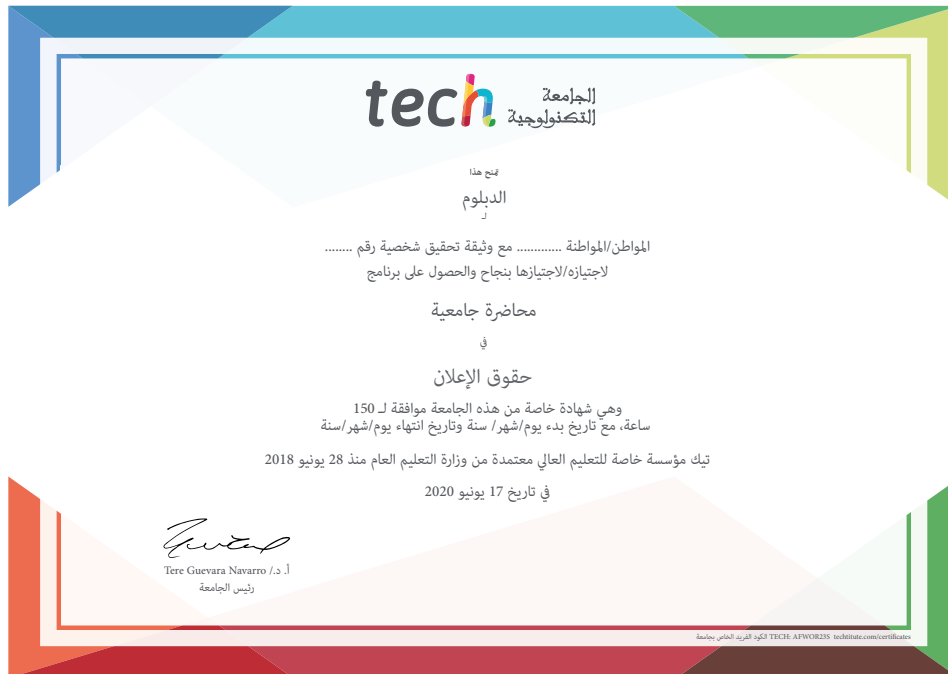 tech الجامعة
التكنولوجية
تمنح هذا
الدبلوم
لـ
المواطن/المواطنة ............. مع وثيقة تحقيق شخصية رقم ........
لاجتيازه/لاجتيازها بنجاح والحصول على برنامج
محاضرة جامعية
في
حقوق الإعلان
وهي شهادة خاصة من هذه الجامعة موافقة لـ 150
ساعة، مع تاريخ بدء يوم/شهر/ سنة وتاريخ انتهاء يوم/شهر/سنة
تيك مؤسسة خاصة للتعليم العالي معتمدة من وزارة التعليم العام منذ 28 يونيو 2018
في تاريخ 17 يونيو 2020
أ. د./ Tere Guevara Navarro
رئيس الجامعة
الكود الفريد الخاص بجامعة TECH: AFWOR23S techtitute.com/certificates